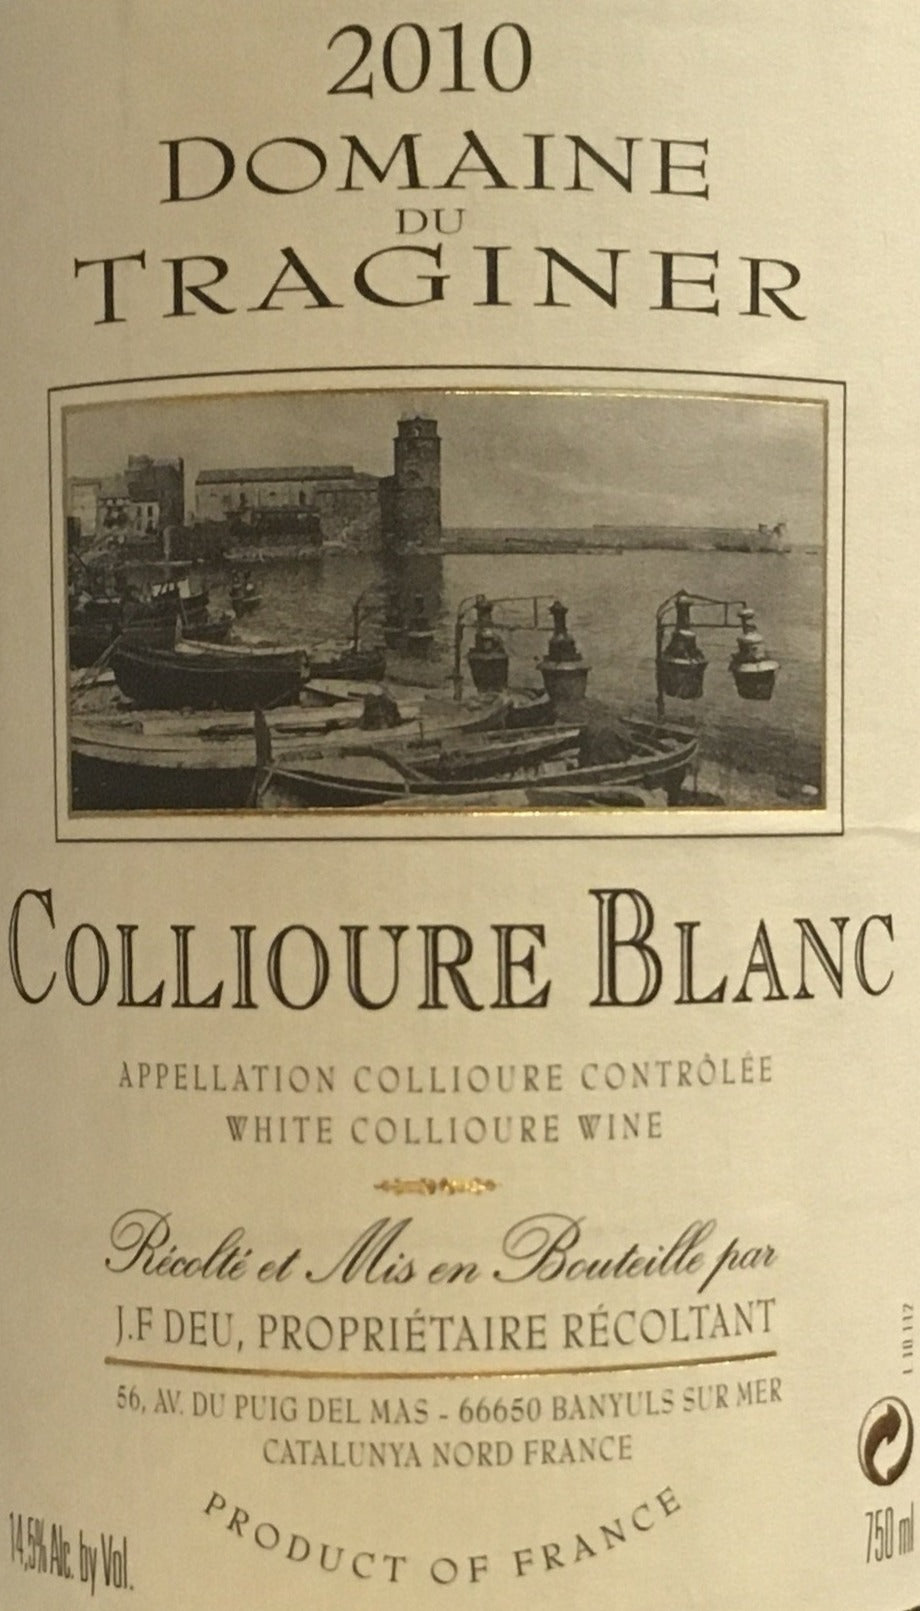 2010
DOMAINE
DU
TRAGINER
COLLIOURE BLANC
APPELLATION COLLIOURE CONTRÔLÉE
WHITE COLLIOURE WINE
Récolté et Mis en Bouteille par
J.F DEU, PROPRIÉTAIRE RÉCOLTANT
56, AV. DU PUIG DEL MAS - 66650 BANYULS SUR MER
CATALUNYA NORD FRANCE
PRODUCT OF FRANCE
14,5% Alc. by Vol.
750 ml